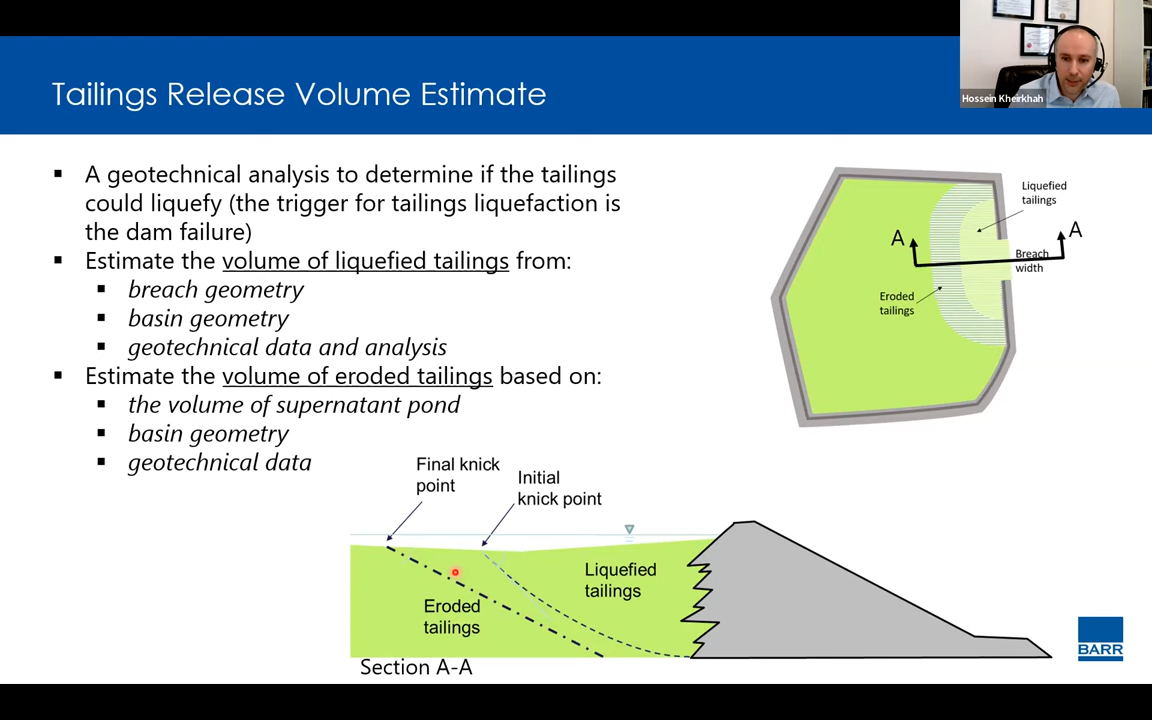 Hossein Kheirkhah
Tailings Release Volume Estimate
A geotechnical analysis to determine if the tailings
could liquefy (the trigger for tailings liquefaction is
the dam failure)
Estimate the volume of liquefied tailings from:
breach geometry
basin geometry
geotechnical data and analysis
Estimate the volume of eroded tailings based on:
the volume of supernatant pond
basin geometry
geotechnical data
Liquefied
tailings
A
A
Breach
width
Eroded
tailings
Final knick
point
Initial
knick point
Liquefied
tailings
Eroded
tailings
Section A-A
BARR